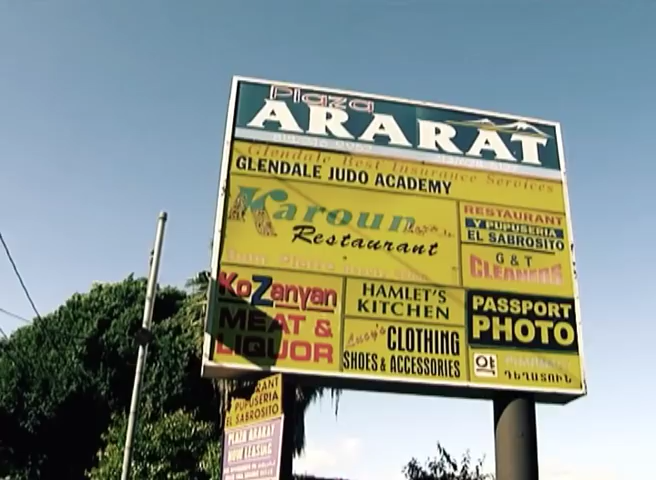 Plaza
ARARAT
Glendale Best Insurance Services
GLENDALE JUDO ACADEMY
Karoun
Restaurant
RESTAURANT
Y PUPUSERIA
EL SABROSITO
G & T
CLEANERS
KoZanyan
MEAT &
LIQUOR
HAMLET'S
KITCHEN
Lucy's CLOTHING
SHOES & ACCESSORIES
PASSPORT
PHOTO
PUPUSERIA
EL SABROSITO
PLAZA ARARAT
NOW LEASING